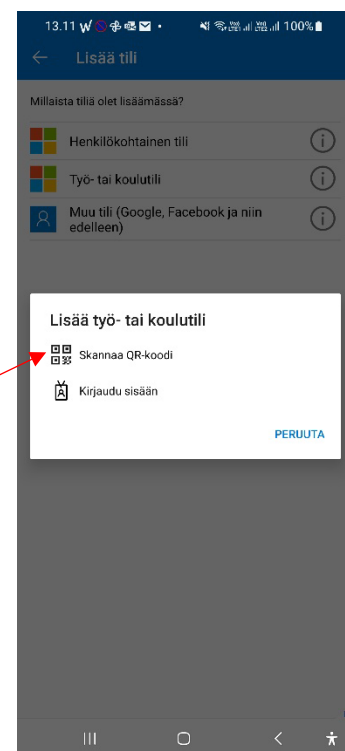 13.11 100%
Lisää tili
Millaista tiliä olet lisäämässä?
Henkilökohtainen tili
Työ- tai koulutili
Muu tili (Google, Facebook ja niin
edelleen)
Lisää työ- tai koulutili
Skannaa QR-koodi
Kirjaudu sisään
PERUUTA